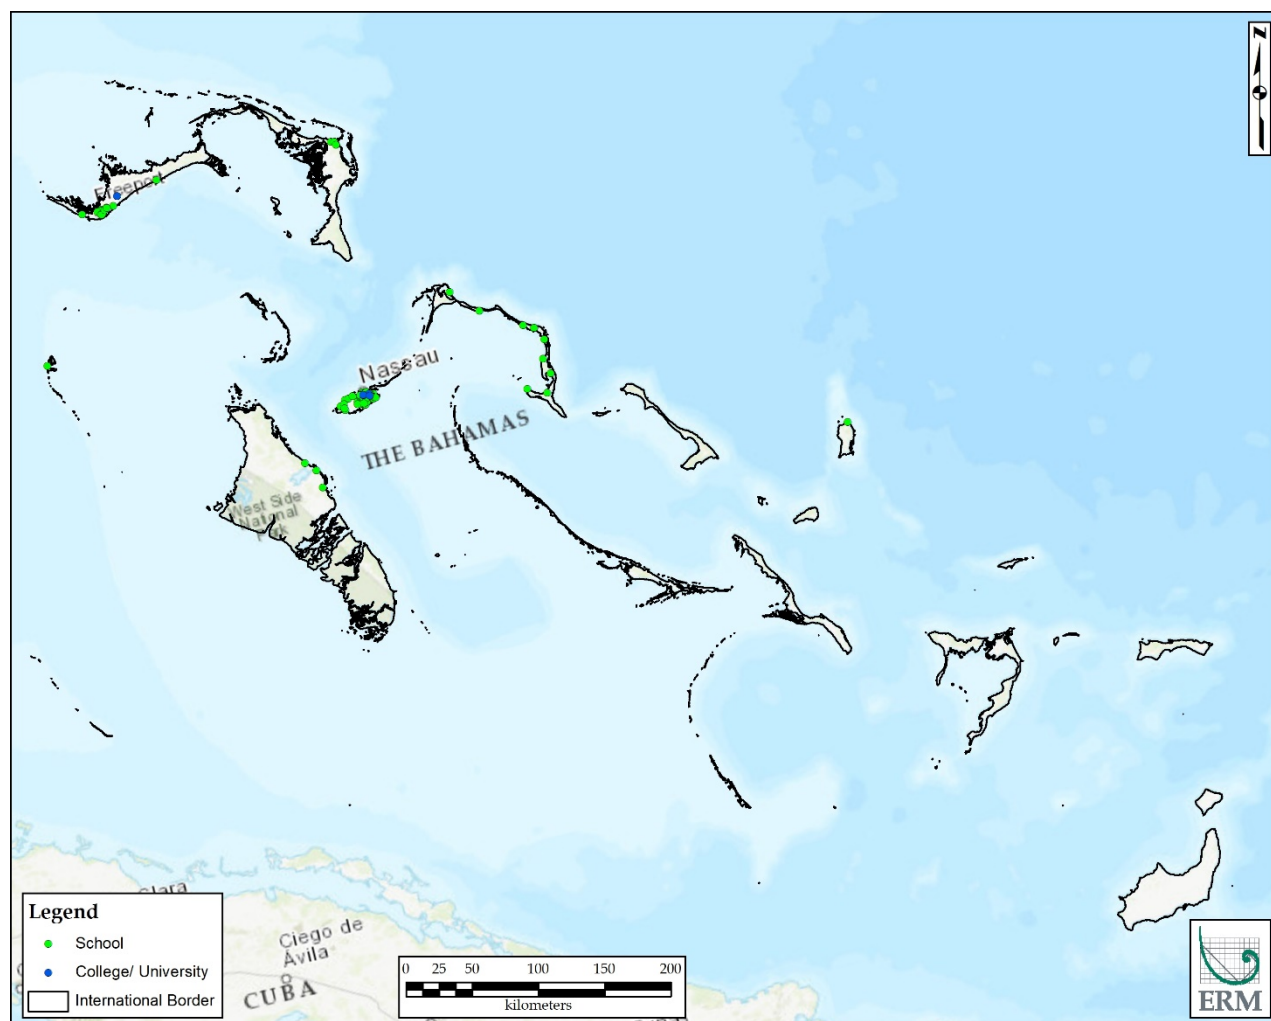 N
Freeport
Nassau
THE BAHAMAS
West Side
National
Park
Clara
Ciego de
Ávila
CUBA
Legend
School
College/ University
International Border
0 25 50 100 150 200
kilometers
ERM